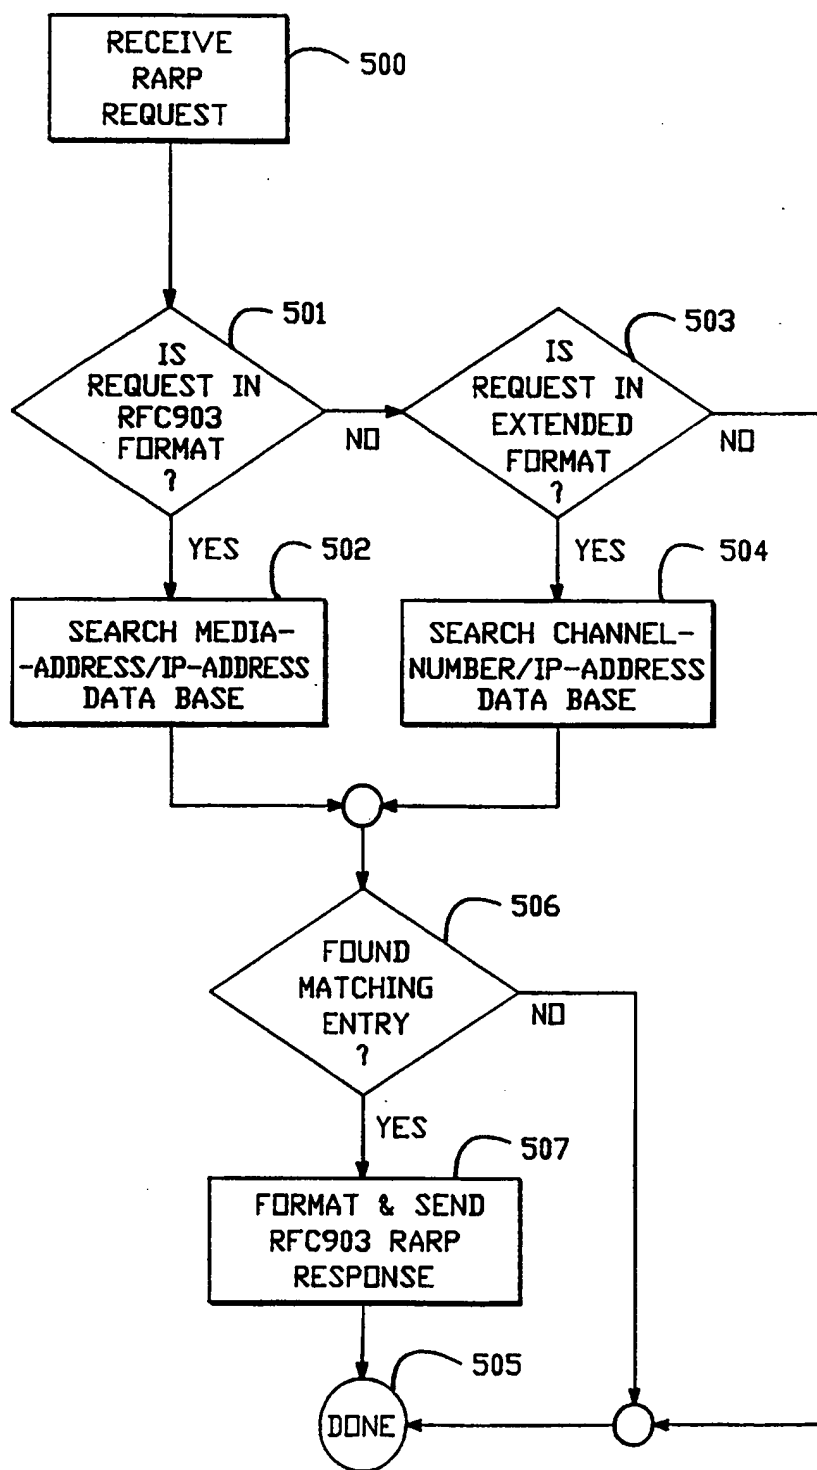 RECEIVE
RARP
REQUEST
500
IS
REQUEST IN
RFC903
FORMAT
?
501
NO
YES
IS
REQUEST IN
EXTENDED
FORMAT
?
503
NO
YES
502
SEARCH MEDIA-
-ADDRESS/IP-ADDRESS
DATA BASE
504
SEARCH CHANNEL-
NUMBER/IP-ADDRESS
DATA BASE
FOUND
MATCHING
ENTRY
?
506
NO
YES
507
FORMAT & SEND
RFC903 RARP
RESPONSE
505
DONE